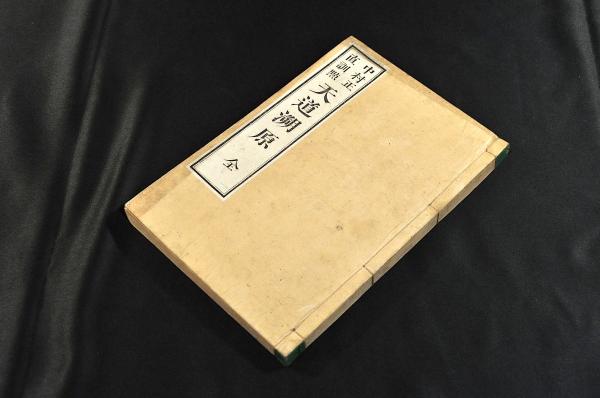 中村正
直訓點
天道溯原 全